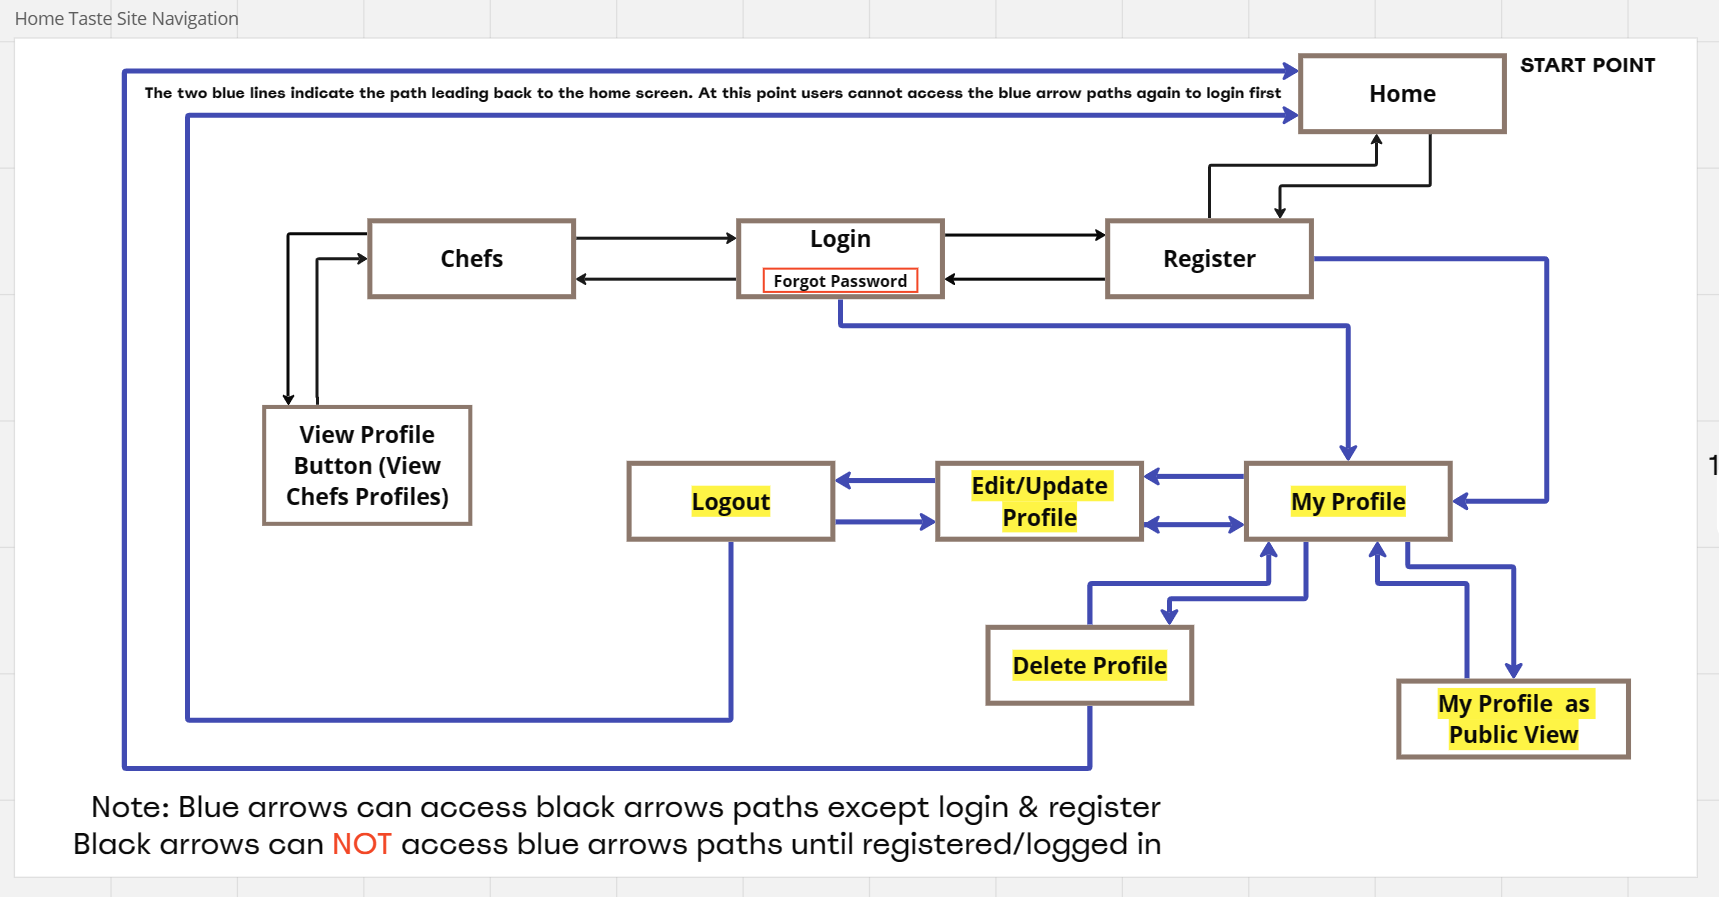 Home Taste Site Navigation
START POINT
Home
The two blue lines indicate the path leading back to the home screen. At this point users cannot access the blue arrow paths again to login first
Chefs
Login
Forgot Password
Register
View Profile
Button (View
Chefs Profiles)
Logout
Edit/Update
Profile
My Profile
1
Delete Profile
My Profile as
Public View
Note: Blue arrows can access black arrows paths except login & register
Black arrows can NOT access blue arrows paths until registered/logged in